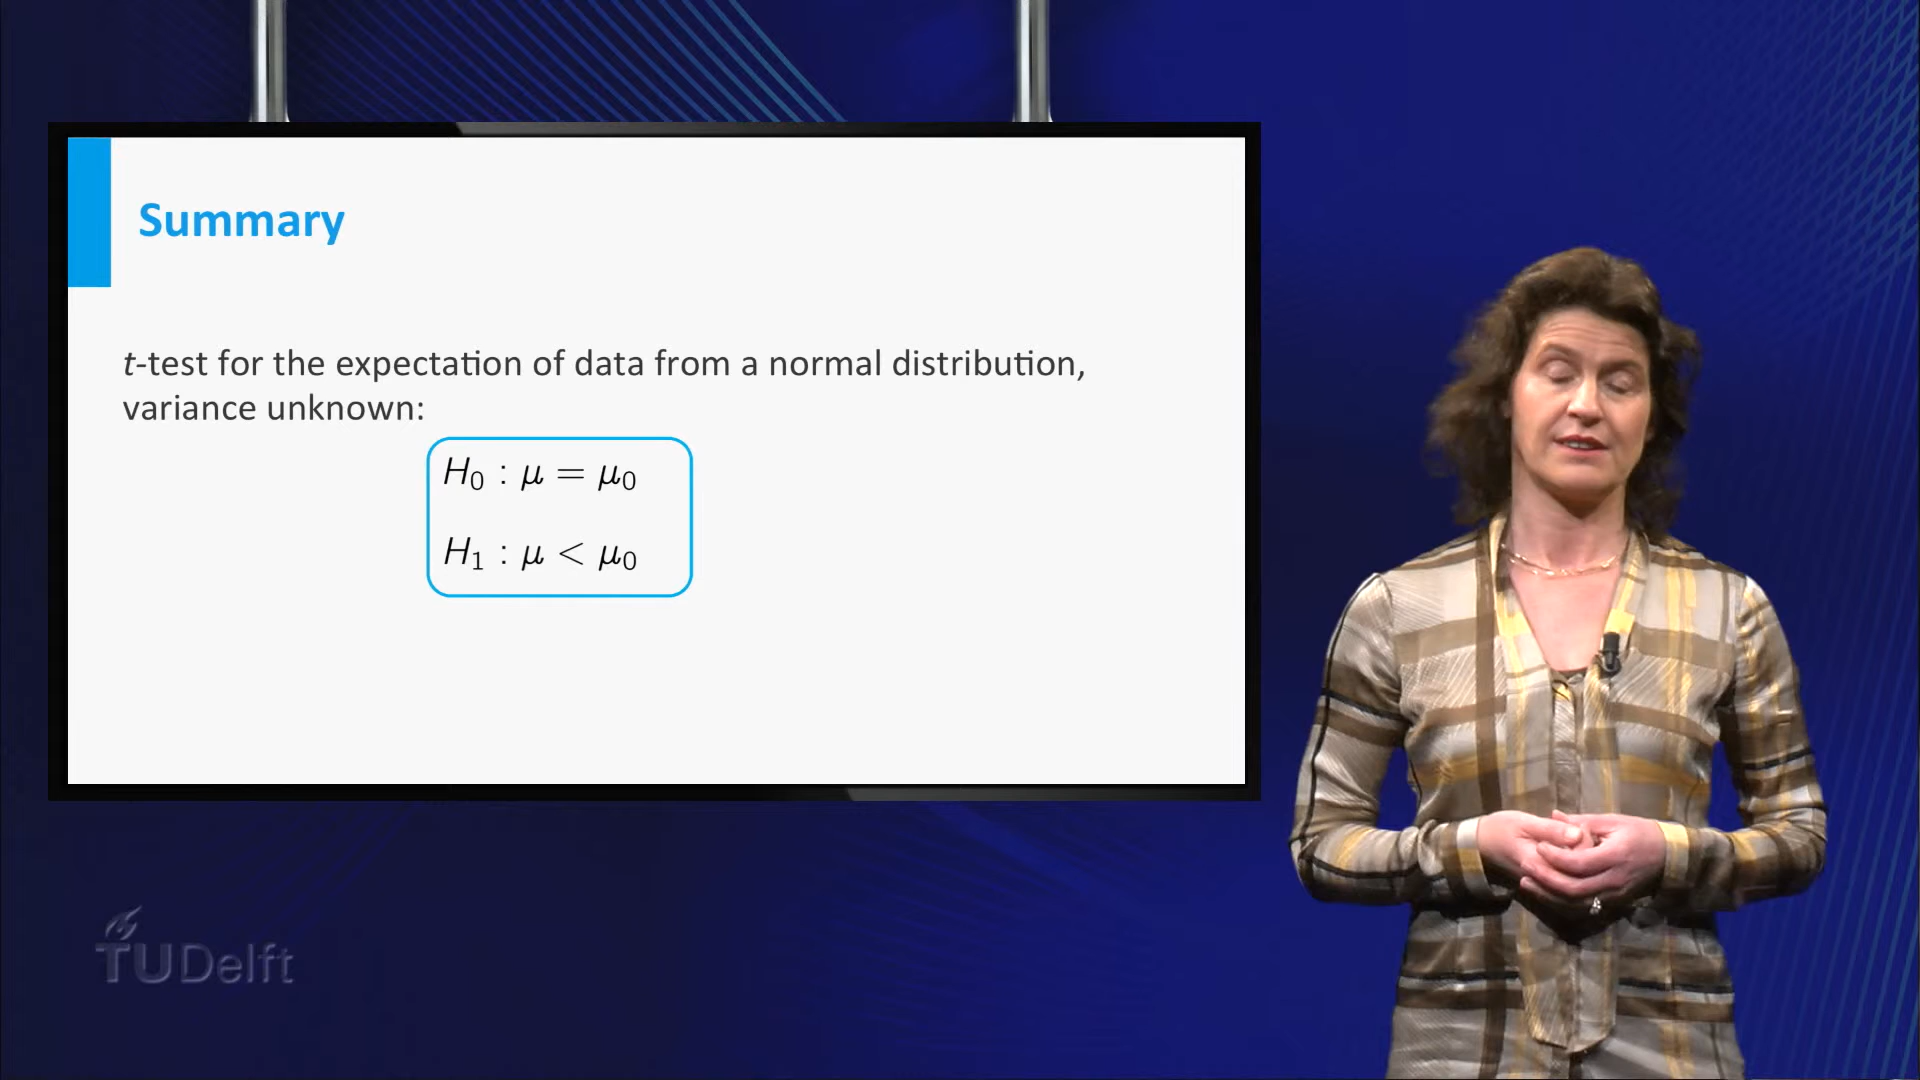 Summary
t-test for the expectation of data from a normal distribution,
variance unknown:
H₀ : μ = μ₀
H₁ : μ < μ₀
TUDelft